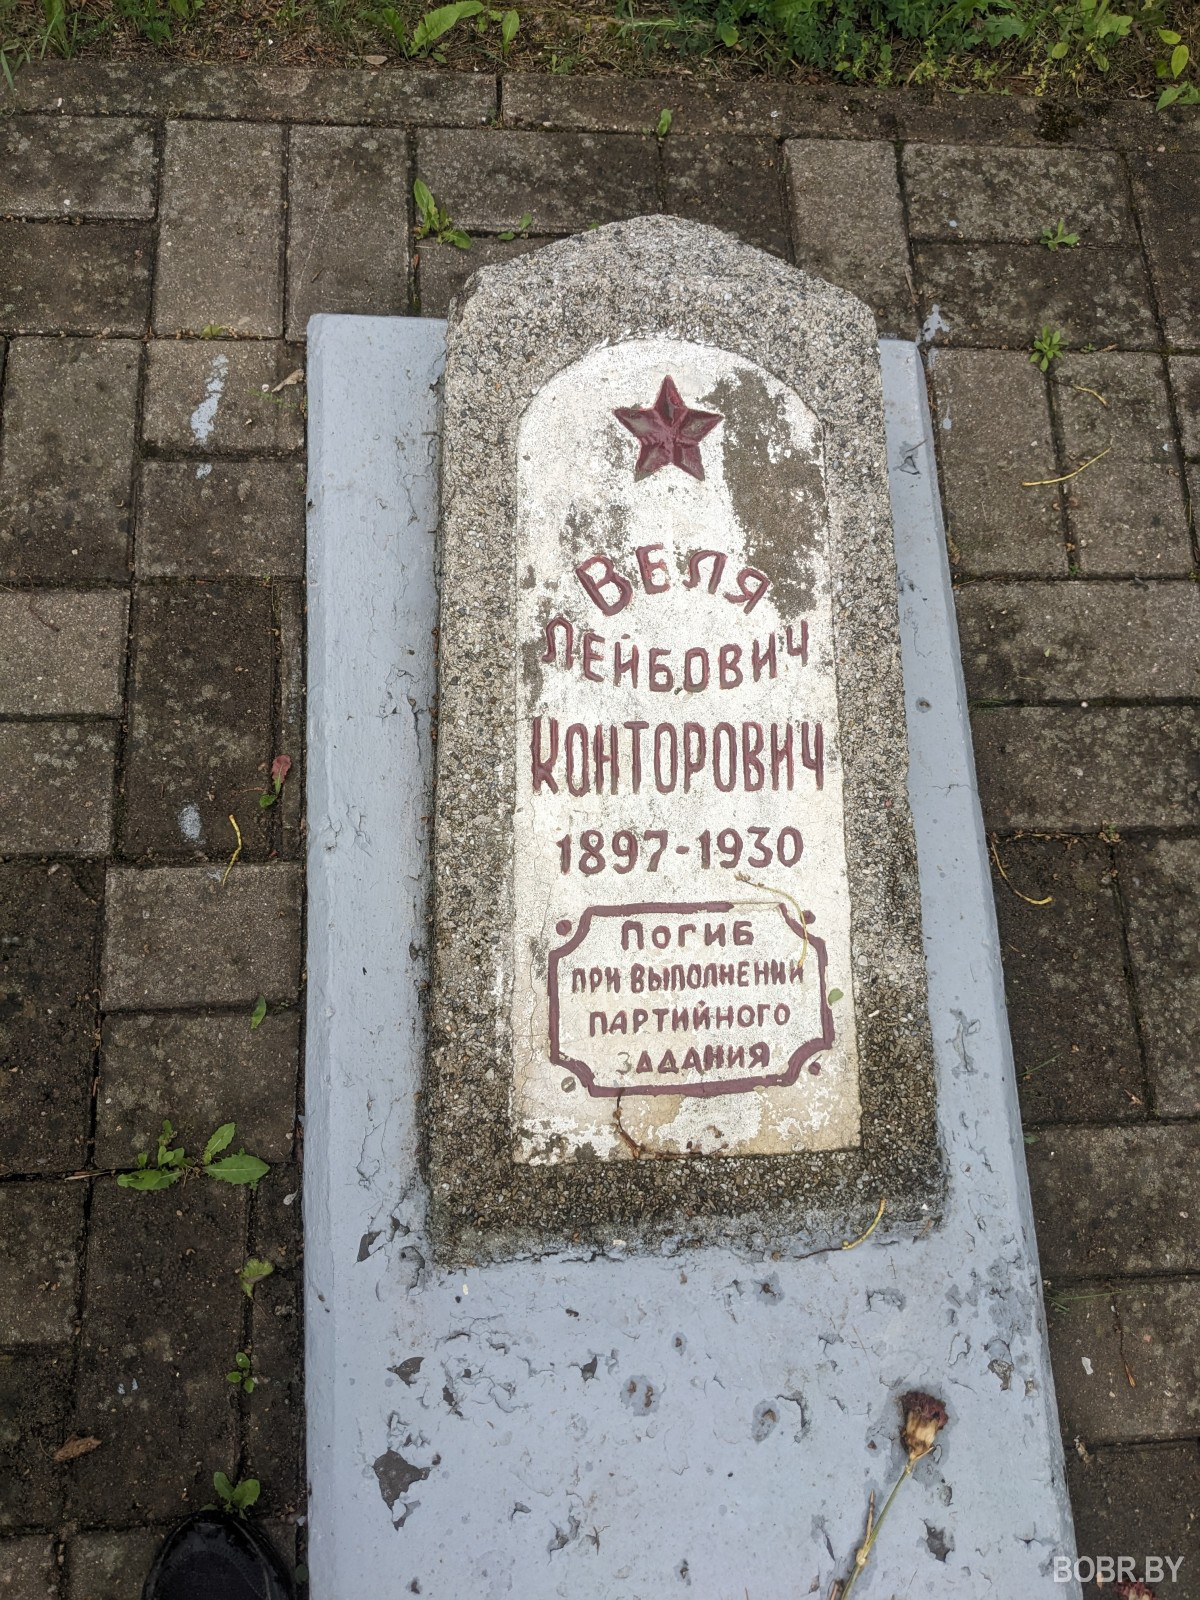 ВЕЛЯ
ЛЕЙБОВИЧ
КОНТОРОВИЧ
1897-1930
ПОГИБ
ПРИ ВЫПОЛНЕНИИ
ПАРТИЙНОГО
ЗАДАНИЯ
BOBR.BY